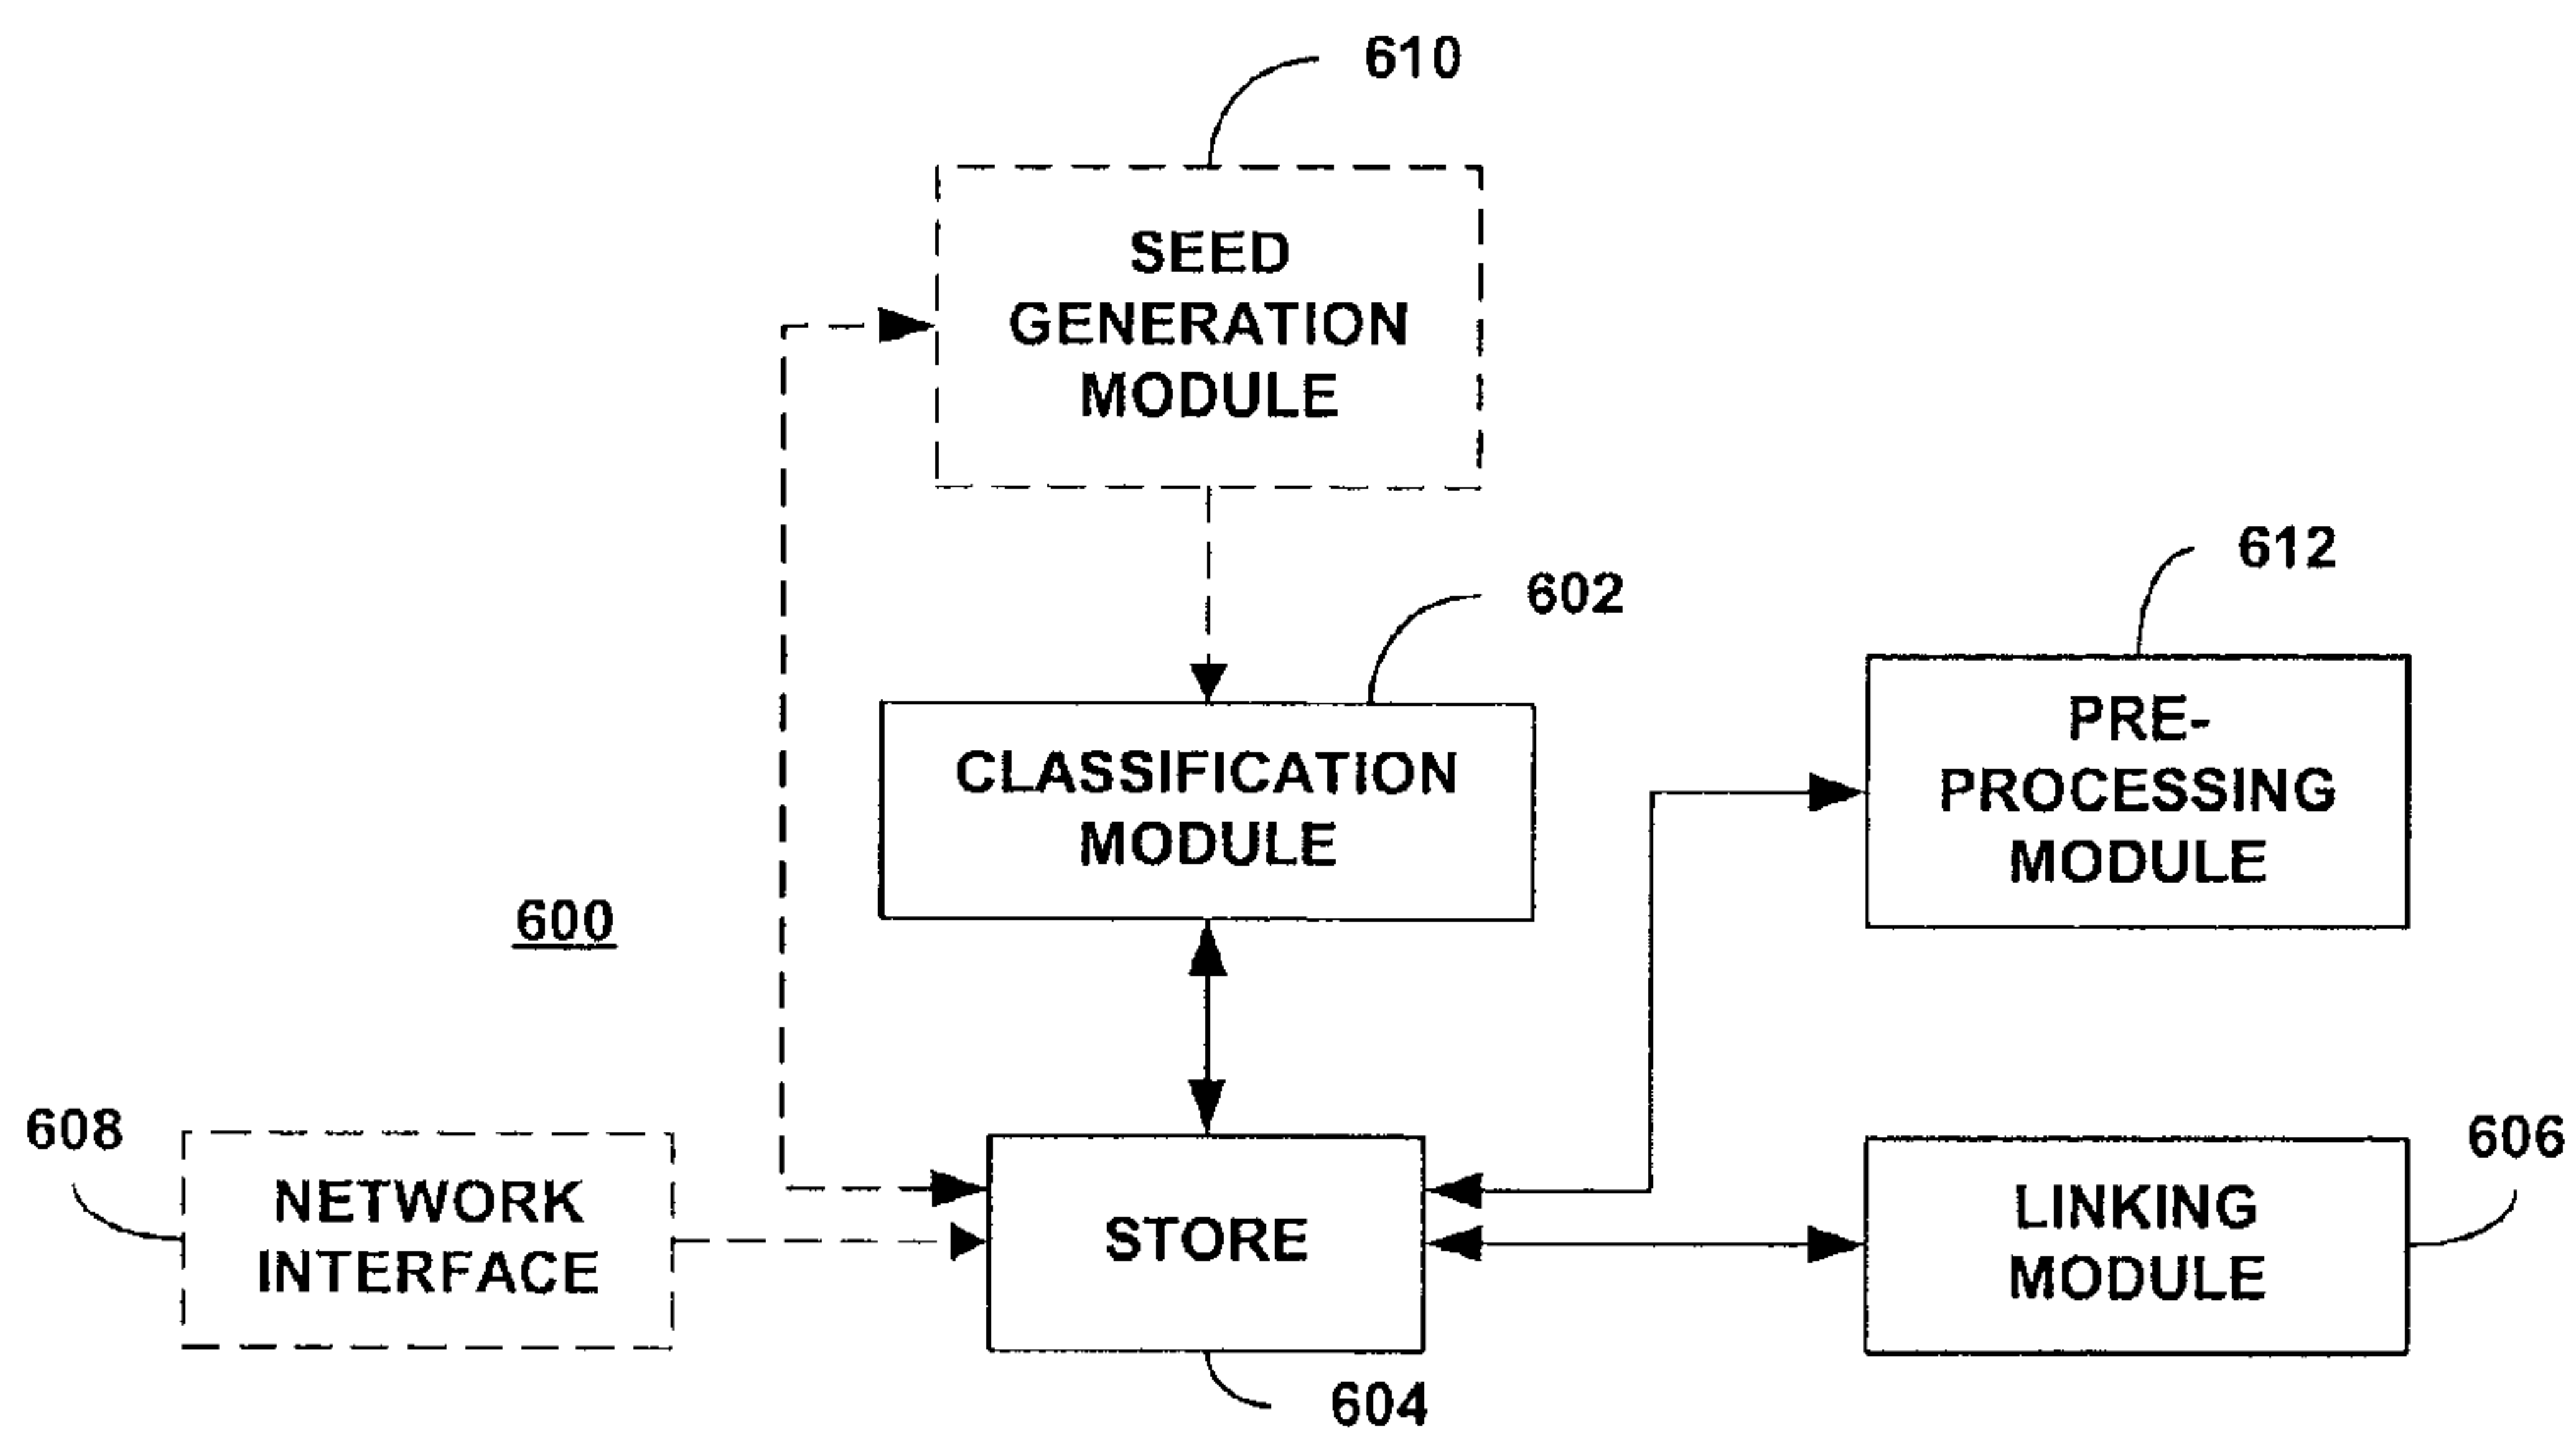 610
SEED
GENERATION
MODULE
602
612
CLASSIFICATION
MODULE
PRE-
PROCESSING
MODULE
600
608
NETWORK
INTERFACE
STORE
606
LINKING
MODULE
604